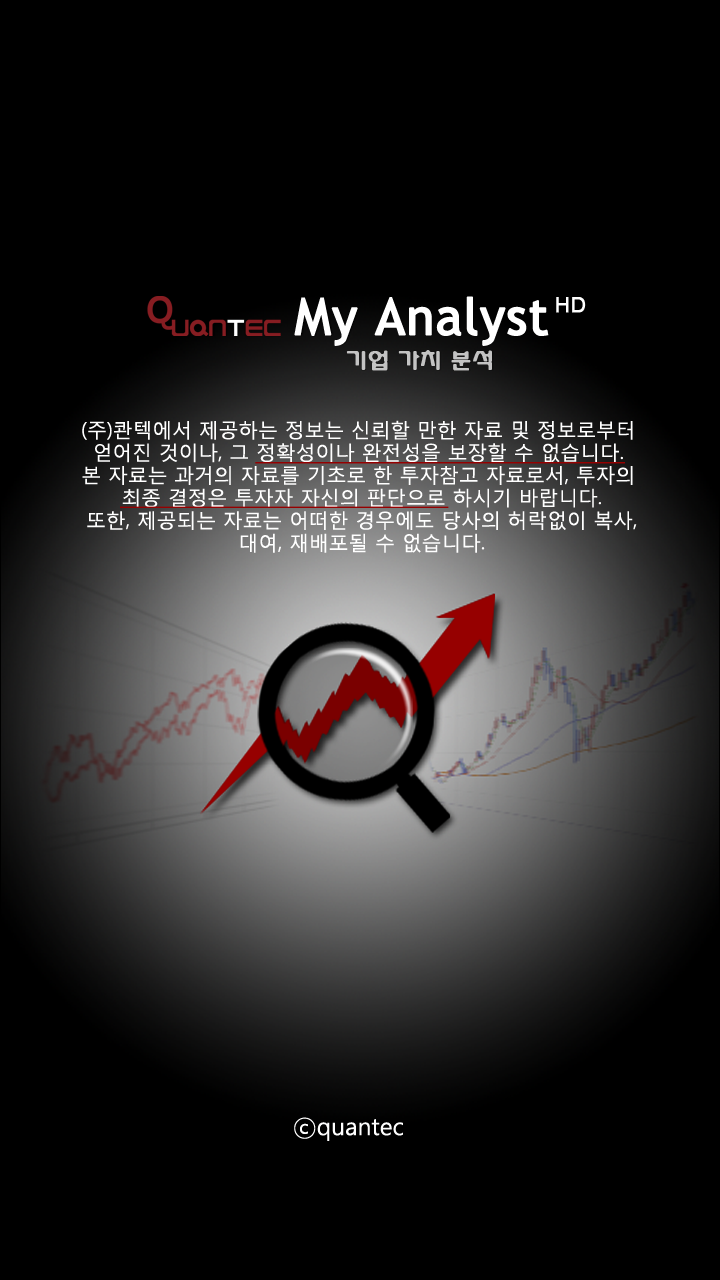 QUANTEC My Analyst HD
기업 가치 분석
(주)콴텍에서 제공하는 정보는 신뢰할 만한 자료 및 정보로부터
얻어진 것이나, 그 정확성이나 완전성을 보장할 수 없습니다.
본 자료는 과거의 자료를 기초로 한 투자참고 자료로서, 투자의
최종 결정은 투자자 자신의 판단으로 하시기 바랍니다.
또한, 제공되는 자료는 어떠한 경우에도 당사의 허락없이 복사,
대여, 재배포될 수 없습니다.
ⓒquantec